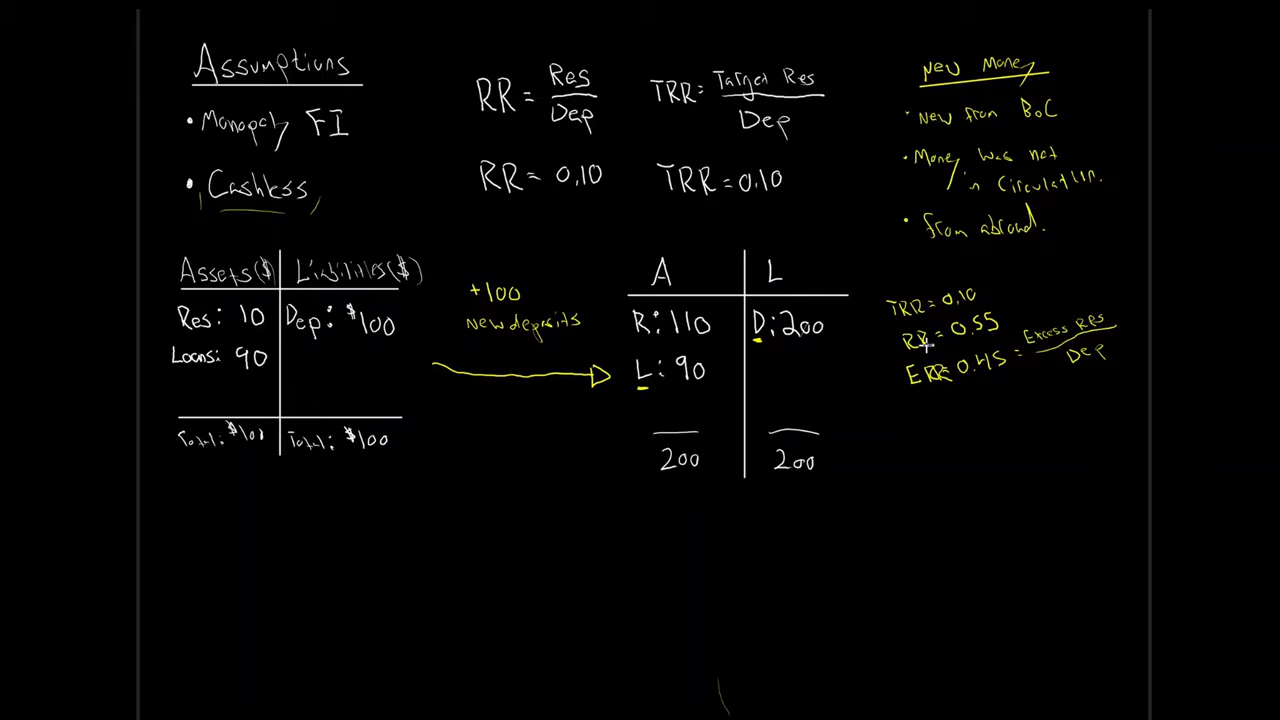 Assumptions
• Monopoly FI
• Cashless
RR = Res / Dep
RR = 0.10
TRR = Target Res / Dep
TRR = 0.10
New Money
• New from BoC
• Money was not
in Circulation.
• from abroad.
Assets ($) Liabilities ($)
Res: 10 Dep: $100
Loans: 90
Total: $100 Total: $100
+100
new deposits
A L
R: 110 D: 200
L: 90
200 200
TRR = 0.10
RR = 0.55
ERR = 0.45 = Excess Res / Dep